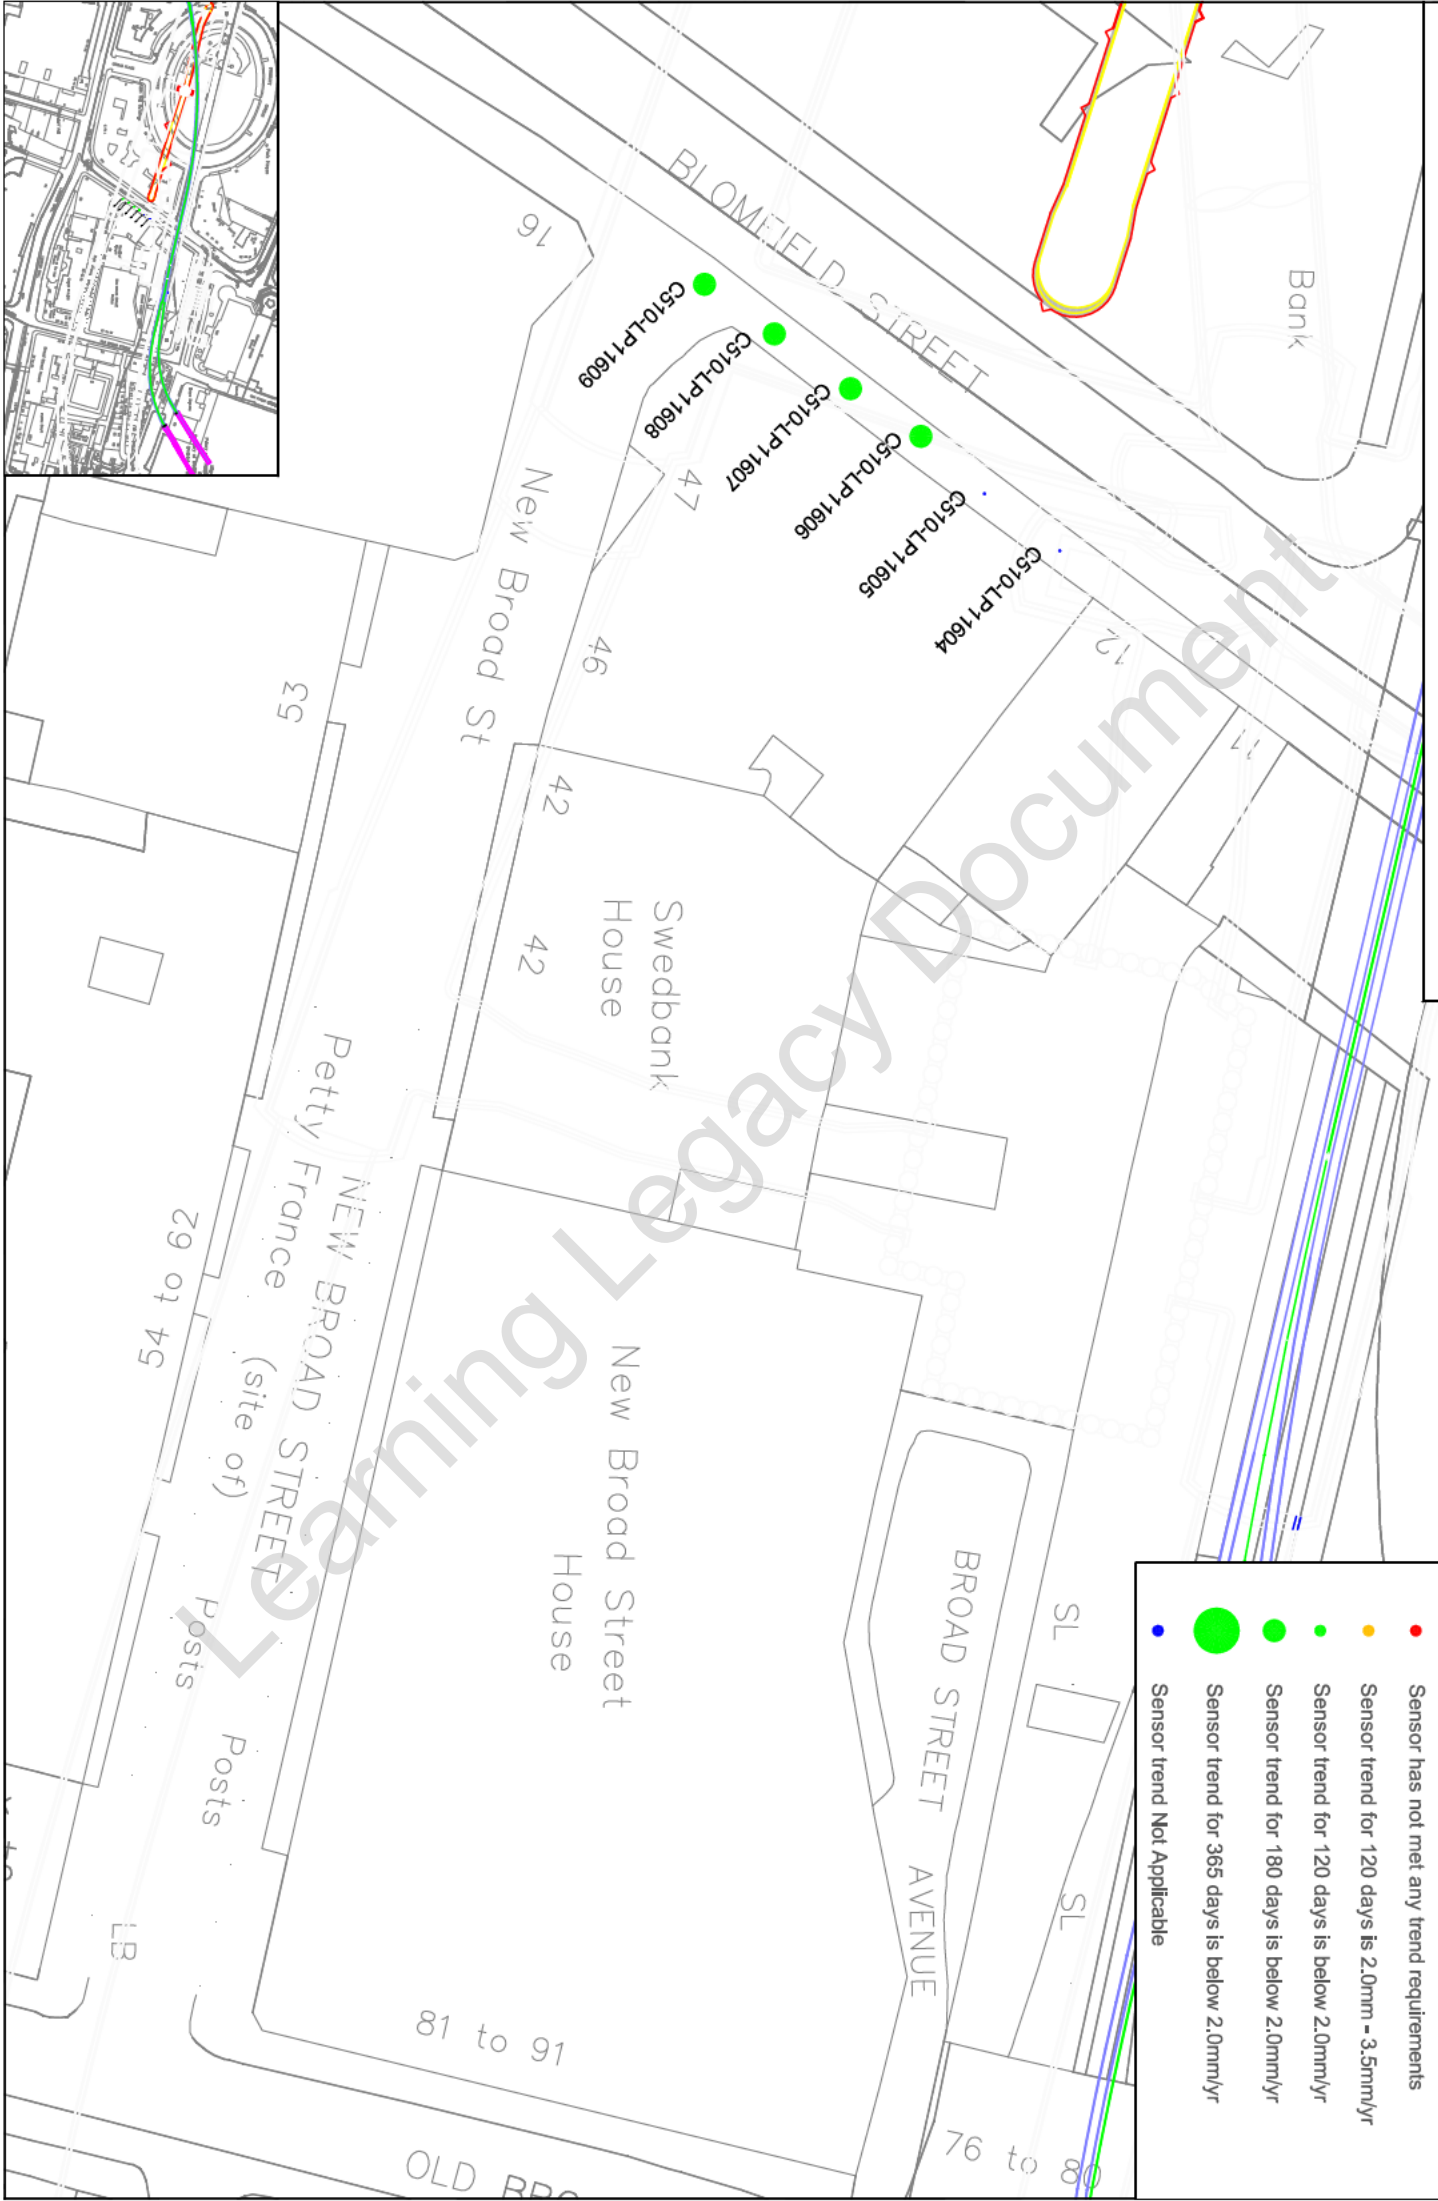 Bank
BLOMFIELD STREET
16
C510-LP11609
C510-LP11608
C510-LP11607
C510-LP11606
C510-LP11605
C510-LP11604
47
46
12
11
New Broad St
53
42
42
Swedbank
House
Petty France
(site of)
NEW BROAD STREET
54 to 62
New Broad Street
House
BROAD STREET AVENUE
SL
SL
Posts
Posts
LB
81 to 91
76 to 80
OLD
Learning Legacy Document
Sensor has not met any trend requirements
Sensor trend for 120 days is 2.0mm - 3.5mm/yr
Sensor trend for 120 days is below 2.0mm/yr
Sensor trend for 180 days is below 2.0mm/yr
Sensor trend for 365 days is below 2.0mm/yr
Sensor trend Not Applicable